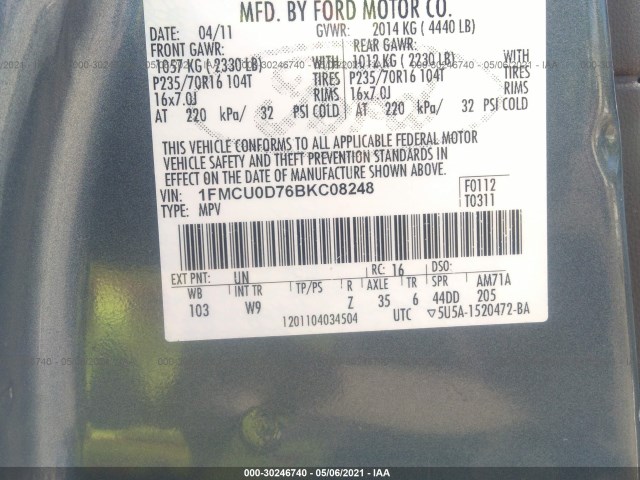 MFD. BY FORD MOTOR CO.
DATE: 04/11 GVWR: 2014 KG ( 4440 LB)
FRONT GAWR: REAR GAWR:
1057 KG ( 2330 LB) WITH 1012 KG ( 2230 LB) WITH
P235/70R16 104T TIRES P235/70R16 104T TIRES
16x7.0J RIMS 16x7.0J RIMS
AT 220 kPa/ 32 PSI COLD AT 220 kPa/ 32 PSI COLD
THIS VEHICLE CONFORMS TO ALL APPLICABLE FEDERAL MOTOR
VEHICLE SAFETY AND THEFT PREVENTION STANDARDS IN
EFFECT ON THE DATE OF MANUFACTURE SHOWN ABOVE.
VIN: 1FMCU0D76BKC08248 F0112
TYPE: MPV T0311
EXT PNT: UN RC: 16 DSO:
WB INT TR TP/PS R AXLE TR SPR AM71A
103 W9 Z 35 6 44DD 205
1201104034504 UTC ▽5U5A-1520472-BA
000-30246740 - 05/06/2021 - IAA